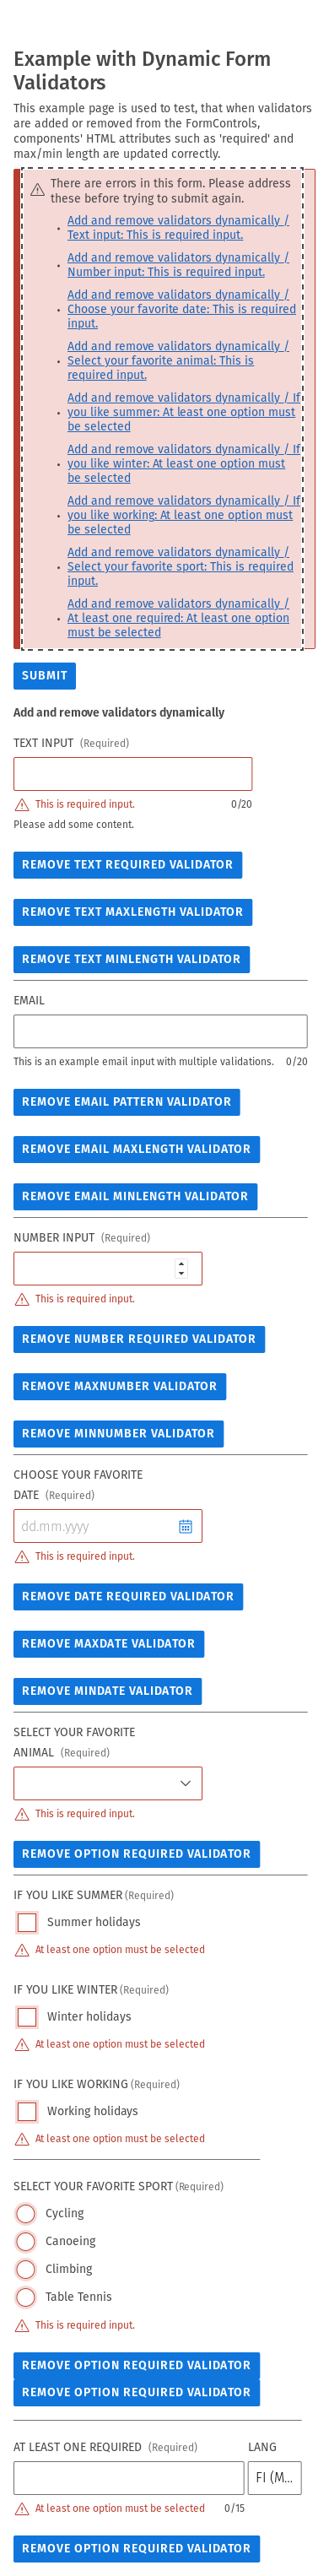 Example with Dynamic Form
Validators
This example page is used to test, that when validators
are added or removed from the FormControls,
components' HTML attributes such as 'required' and
max/min length are updated correctly.
There are errors in this form. Please address
these before trying to submit again.
Add and remove validators dynamically /
Text input: This is required input.
Add and remove validators dynamically /
Number input: This is required input.
Add and remove validators dynamically /
Choose your favorite date: This is required
input.
Add and remove validators dynamically /
Select your favorite animal: This is
required input.
Add and remove validators dynamically / If
you like summer: At least one option must
be selected
Add and remove validators dynamically / If
you like winter: At least one option must
be selected
Add and remove validators dynamically / If
you like working: At least one option must
be selected
Add and remove validators dynamically /
Select your favorite sport: This is required
input.
Add and remove validators dynamically /
At least one required: At least one option
must be selected
SUBMIT
Add and remove validators dynamically
TEXT INPUT (Required)
This is required input. 0/20
Please add some content.
REMOVE TEXT REQUIRED VALIDATOR
REMOVE TEXT MAXLENGTH VALIDATOR
REMOVE TEXT MINLENGTH VALIDATOR
EMAIL
This is an example email input with multiple validations. 0/20
REMOVE EMAIL PATTERN VALIDATOR
REMOVE EMAIL MAXLENGTH VALIDATOR
REMOVE EMAIL MINLENGTH VALIDATOR
NUMBER INPUT (Required)
This is required input.
REMOVE NUMBER REQUIRED VALIDATOR
REMOVE MAXNUMBER VALIDATOR
REMOVE MINNUMBER VALIDATOR
CHOOSE YOUR FAVORITE
DATE (Required)
dd.mm.yyyy
This is required input.
REMOVE DATE REQUIRED VALIDATOR
REMOVE MAXDATE VALIDATOR
REMOVE MINDATE VALIDATOR
SELECT YOUR FAVORITE
ANIMAL (Required)
This is required input.
REMOVE OPTION REQUIRED VALIDATOR
IF YOU LIKE SUMMER (Required)
Summer holidays
At least one option must be selected
IF YOU LIKE WINTER (Required)
Winter holidays
At least one option must be selected
IF YOU LIKE WORKING (Required)
Working holidays
At least one option must be selected
SELECT YOUR FAVORITE SPORT (Required)
Cycling
Canoeing
Climbing
Table Tennis
This is required input.
REMOVE OPTION REQUIRED VALIDATOR
REMOVE OPTION REQUIRED VALIDATOR
AT LEAST ONE REQUIRED (Required) LANG
FI (M...
At least one option must be selected 0/15
REMOVE OPTION REQUIRED VALIDATOR